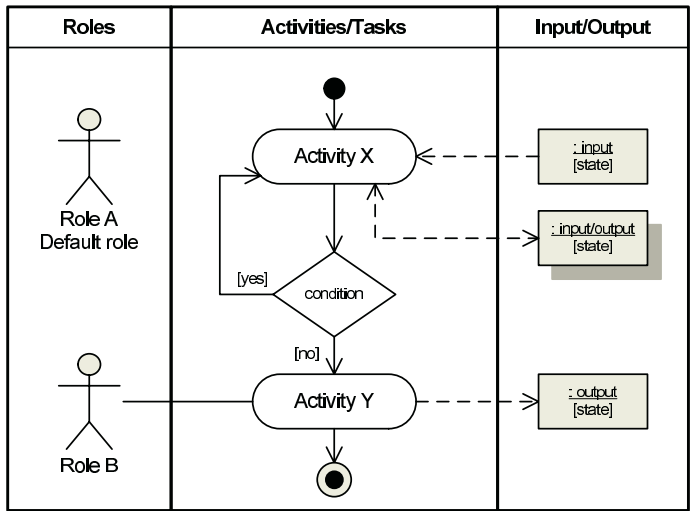 Roles
Activities/Tasks
Input/Output
Activity X
: input
[state]
Role A
Default role
: input/output
[state]
[yes]
condition
[no]
Activity Y
: output
[state]
Role B